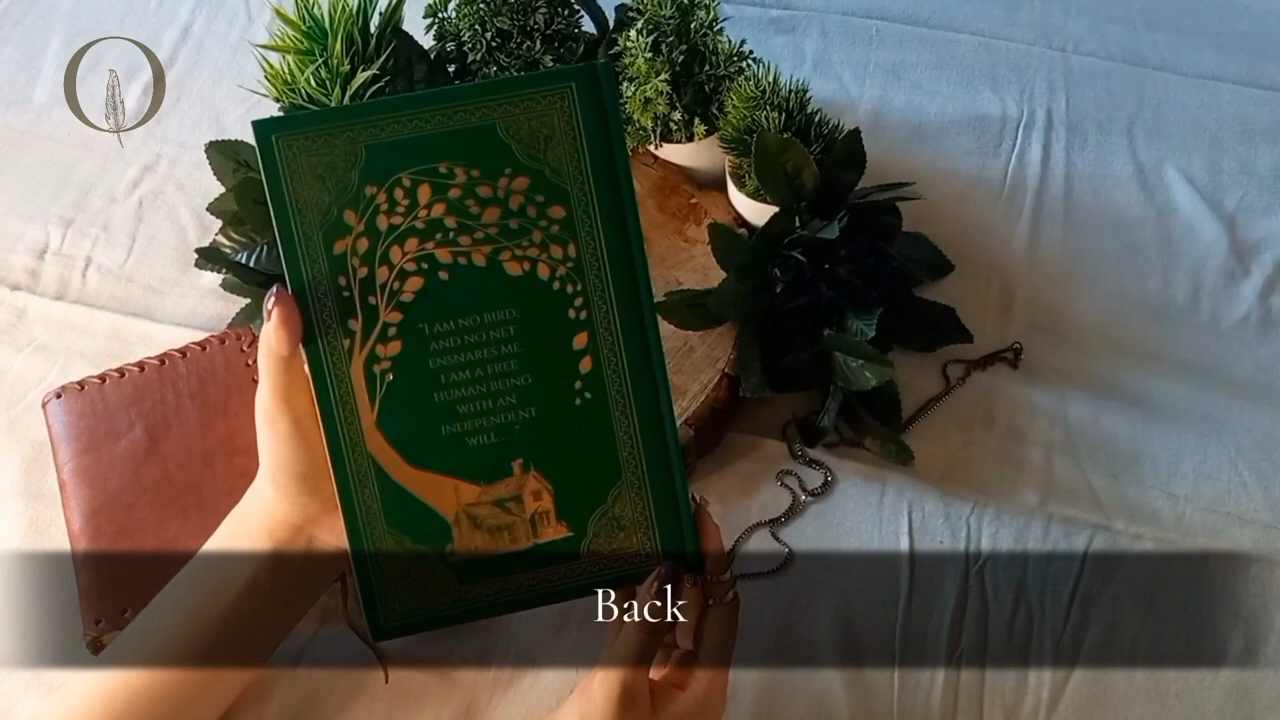 O
"I AM NO BIRD,
AND NO NET
ENSNARES ME.
I AM A FREE
HUMAN BEING
WITH AN
INDEPENDENT
WILL..."
Back